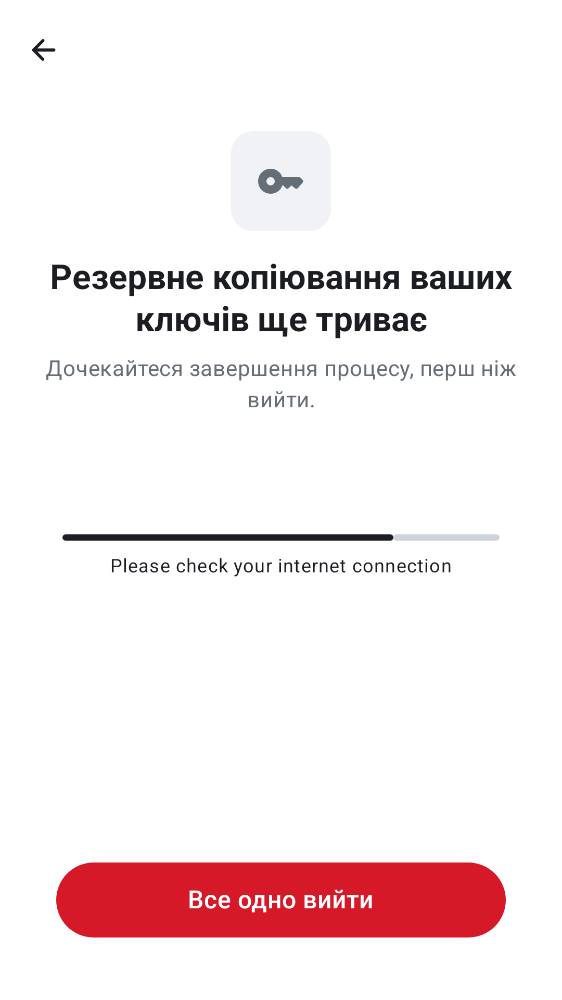 Резервне копіювання ваших
ключів ще триває
Дочекайтеся завершення процесу, перш ніж
вийти.
Please check your internet connection
Все одно вийти